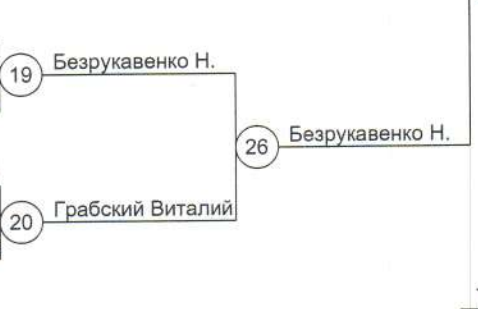 19 Безрукавенко Н.
26 Безрукавенко Н.
20 Грабский Виталий